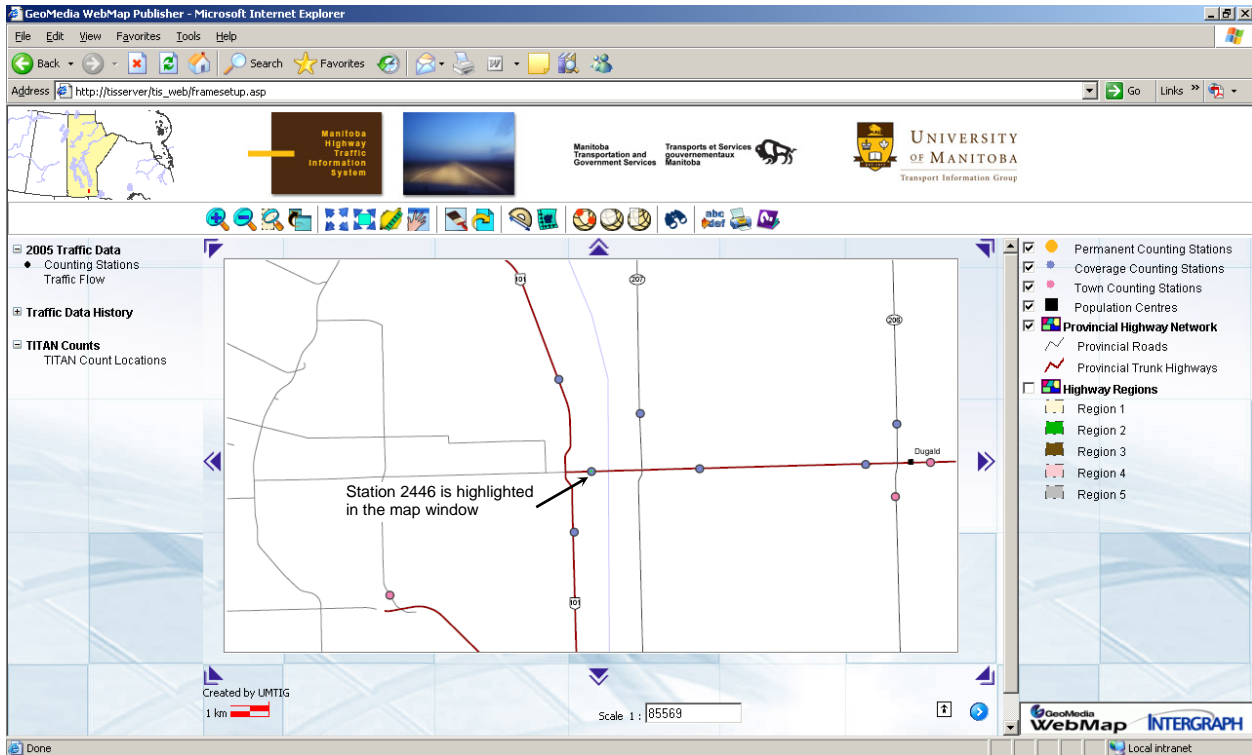 GeoMedia WebMap Publisher - Microsoft Internet Explorer
File Edit View Favorites Tools Help
Back Search Favorites
Address http://tisserver/tis_web/framesetup.asp Go Links »
Manitoba
Highway
Traffic
Information
System
Manitoba
Transportation and
Government Services
Transports et Services
gouvernementaux
Manitoba
UNIVERSITY
OF MANITOBA
Transport Information Group
abc
def
2005 Traffic Data
Counting Stations
Traffic Flow
Traffic Data History
TITAN Counts
TITAN Count Locations
101
207
206
Dugald
Station 2446 is highlighted
in the map window
101
Permanent Counting Stations
Coverage Counting Stations
Town Counting Stations
Population Centres
Provincial Highway Network
Provincial Roads
Provincial Trunk Highways
Highway Regions
Region 1
Region 2
Region 3
Region 4
Region 5
Created by UMTIG
1 km
Scale 1 : 85569
GeoMedia
WebMap
INTERGRAPH
Done
Local intranet